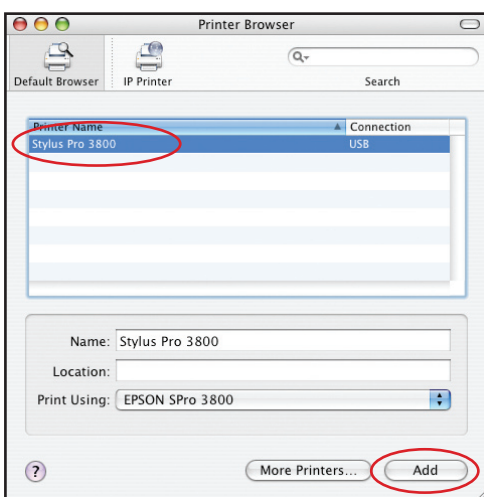 Printer Browser
Default Browser IP Printer Search
Printer Name Connection
Stylus Pro 3800 USB
Name: Stylus Pro 3800
Location:
Print Using: EPSON SPro 3800
? More Printers... Add